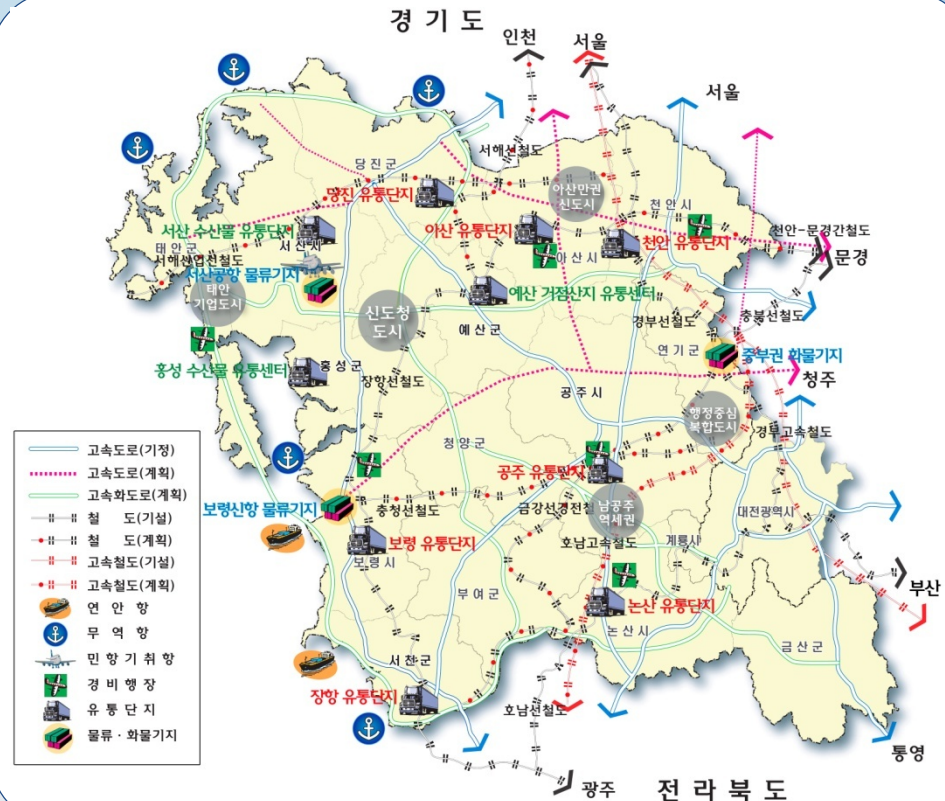 경 기 도
인천
서울
서울
서해선철도
당 진 군
당진 유통단지
아산만권
신도시
천 안 시
서산 수산물 유통단지
서 산 시
아산 유통단지
천안 유통단지
천안-문경간철도
태 안 군
서해산업선철도
아 산 시
문경
서산공항 물류기지
태안
기업도시
예산 거점산지 유통센터
신도청
도시
예 산 군
경부선철도
충북선철도
연 기 군
중부권 화물기지
홍성 수산물 유통센터
홍 성 군
장항선철도
청주
공 주 시
행정중심
복합도시
경부고속철도
청 양 군
공주 유통단지
보령신항 물류기지
충청선철도
금강선경전철
남공주
역세권
대전광역시
보령 유통단지
호남고속철도
계 룡 시
보 령 시
부산
부 여 군
논산 유통단지
논 산 시
금 산 군
서 천 군
장항 유통단지
호남선철도
통영
광주
전 라 북 도
고속도로(기정)
고속도로(계획)
고속화도로(계획)
철 도(기설)
철 도(계획)
고속철도(기설)
고속철도(계획)
연 안 항
무 역 항
민 항 기 취 항
경 비 행 장
유 통 단 지
물류 · 화물기지